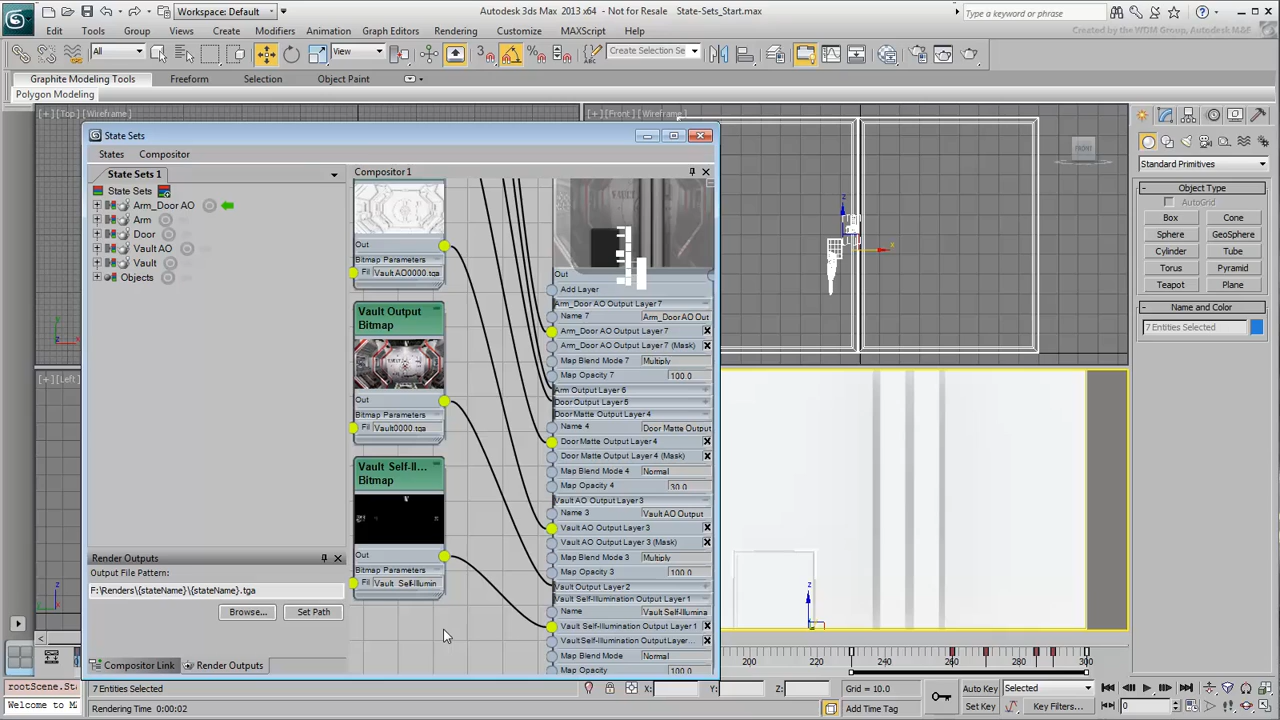 Workspace: Default
Autodesk 3ds Max 2013 x64 - Not for Resale State-Sets_Start.max
Type a keyword or phrase
Edit Tools Group Views Create Modifiers Animation Graph Editors Rendering Customize MAXScript Help
Created by the WDM Group, Autodesk M&E
All
View
Create Selection Se
Graphite Modeling Tools Freeform Selection Object Paint
Polygon Modeling
[+] [Top] [Wireframe]
[+] [Front] [Wireframe]
[+] [Left]
FRONT
State Sets
States Compositor
State Sets 1
State Sets
Arm_Door AO
Arm
Door
Vault AO
Vault
Objects
Render Outputs
Output File Pattern:
F:\Renders\{stateName}\{stateName}.tga
Browse... Set Path
Compositor Link Render Outputs
Compositor1
Out
Bitmap Parameters
Fil Vault AO0000.tga
Vault Output
Bitmap
Out
Bitmap Parameters
Fil Vault0000.tga
Vault Self-Il...
Bitmap
Out
Bitmap Parameters
Fil Vault_Self-Illumin
Out
Add Layer
Arm_Door AO Output Layer 7
Name 7 Arm_Door AO Out
Arm_Door AO Output Layer 7
Arm_Door AO Output Layer 7 (Mask)
Map Blend Mode 7 Multiply
Map Opacity 7 100.0
Arm Output Layer 6
Door Output Layer 5
Door Matte Output Layer 4
Name 4 Door Matte Output
Door Matte Output Layer 4
Door Matte Output Layer 4 (Mask)
Map Blend Mode 4 Normal
Map Opacity 4 30.0
Vault AO Output Layer 3
Name 3 Vault AO Output
Vault AO Output Layer 3
Vault AO Output Layer 3 (Mask)
Map Blend Mode 3 Multiply
Map Opacity 3 100.0
Vault Output Layer 2
Vault Self-Illumination Output Layer 1
Name Vault Self-Illumina
Vault Self-Illumination Output Layer 1
Vault Self-Illumination Output Layer...
Map Blend Mode Normal
Map Opacity 100.0
Standard Primitives
Object Type
AutoGrid
Box Cone
Sphere GeoSphere
Cylinder Tube
Torus Pyramid
Teapot Plane
Name and Color
7 Entities Selected
200 220 240 260 280 300
rootScene.St
Welcome to M
7 Entities Selected
Rendering Time: 0:00:02
X: Y: Z: Grid = 10.0
Add Time Tag
Auto Key Selected
Set Key Key Filters...
0